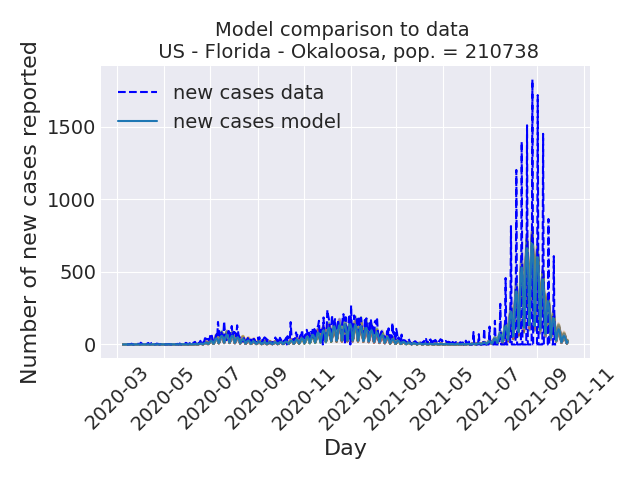 Model comparison to data
US - Florida - Okaloosa, pop. = 210738
Number of new cases reported
new cases data
new cases model
1500
1000
500
0
2020-03
2020-05
2020-07
2020-09
2020-11
2021-01
2021-03
2021-05
2021-07
2021-09
2021-11
Day